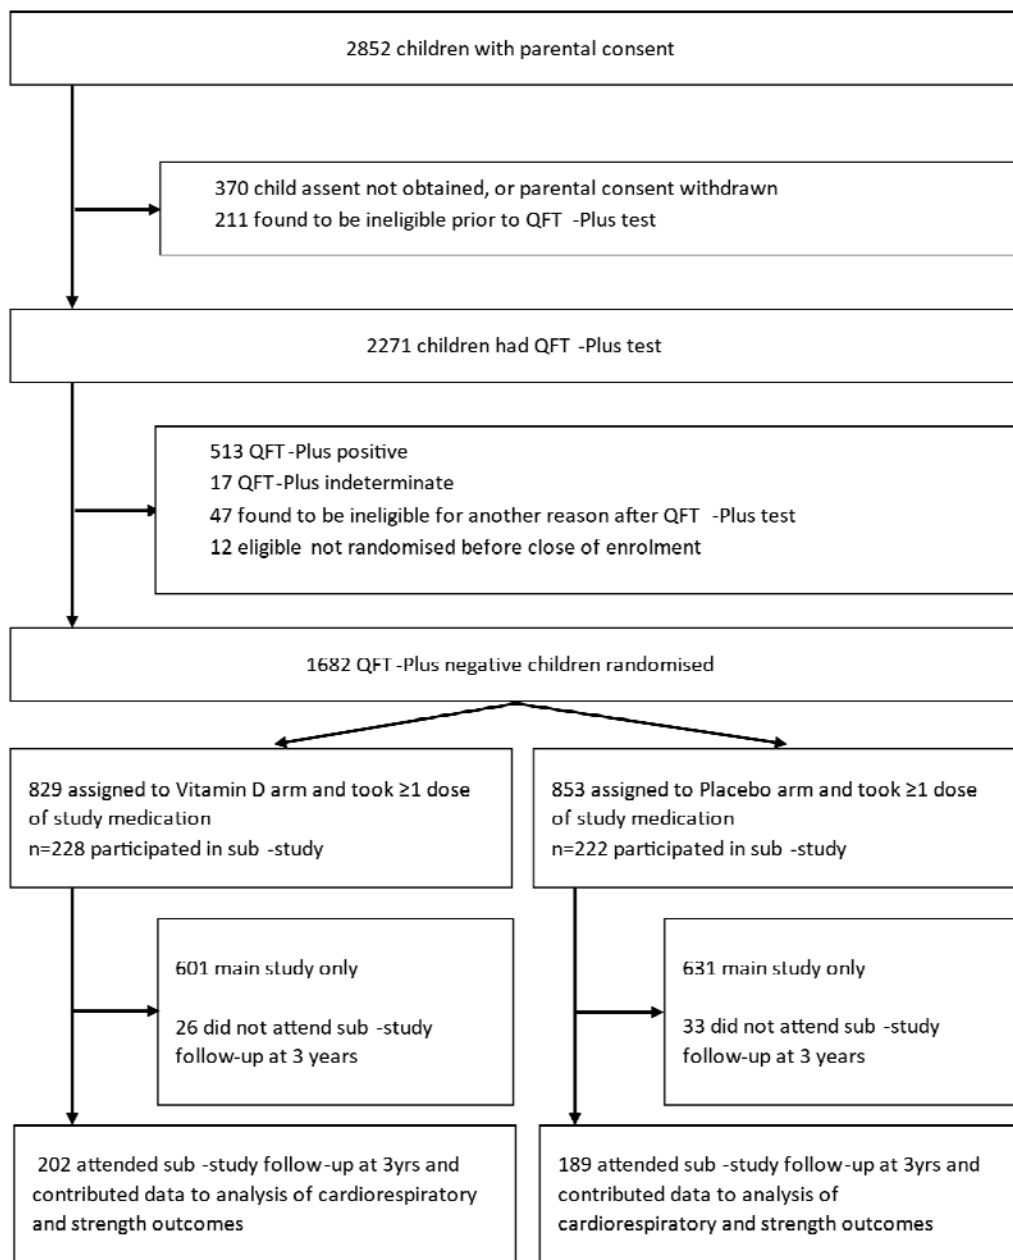 2852 children with parental consent
370 child assent not obtained, or parental consent withdrawn
211 found to be ineligible prior to QFT -Plus test
2271 children had QFT -Plus test
513 QFT-Plus positive
17 QFT-Plus indeterminate
47 found to be ineligible for another reason after QFT -Plus test
12 eligible not randomised before close of enrolment
1682 QFT-Plus negative children randomised
829 assigned to Vitamin D arm and took ≥1 dose
of study medication
n=228 participated in sub -study
853 assigned to Placebo arm and took ≥1 dose
of study medication
n=222 participated in sub -study
601 main study only
26 did not attend sub -study
follow-up at 3 years
631 main study only
33 did not attend sub -study
follow-up at 3 years
202 attended sub -study follow-up at 3yrs and
contributed data to analysis of cardiorespiratory
and strength outcomes
189 attended sub -study follow-up at 3yrs and
contributed data to analysis of
cardiorespiratory and strength outcomes